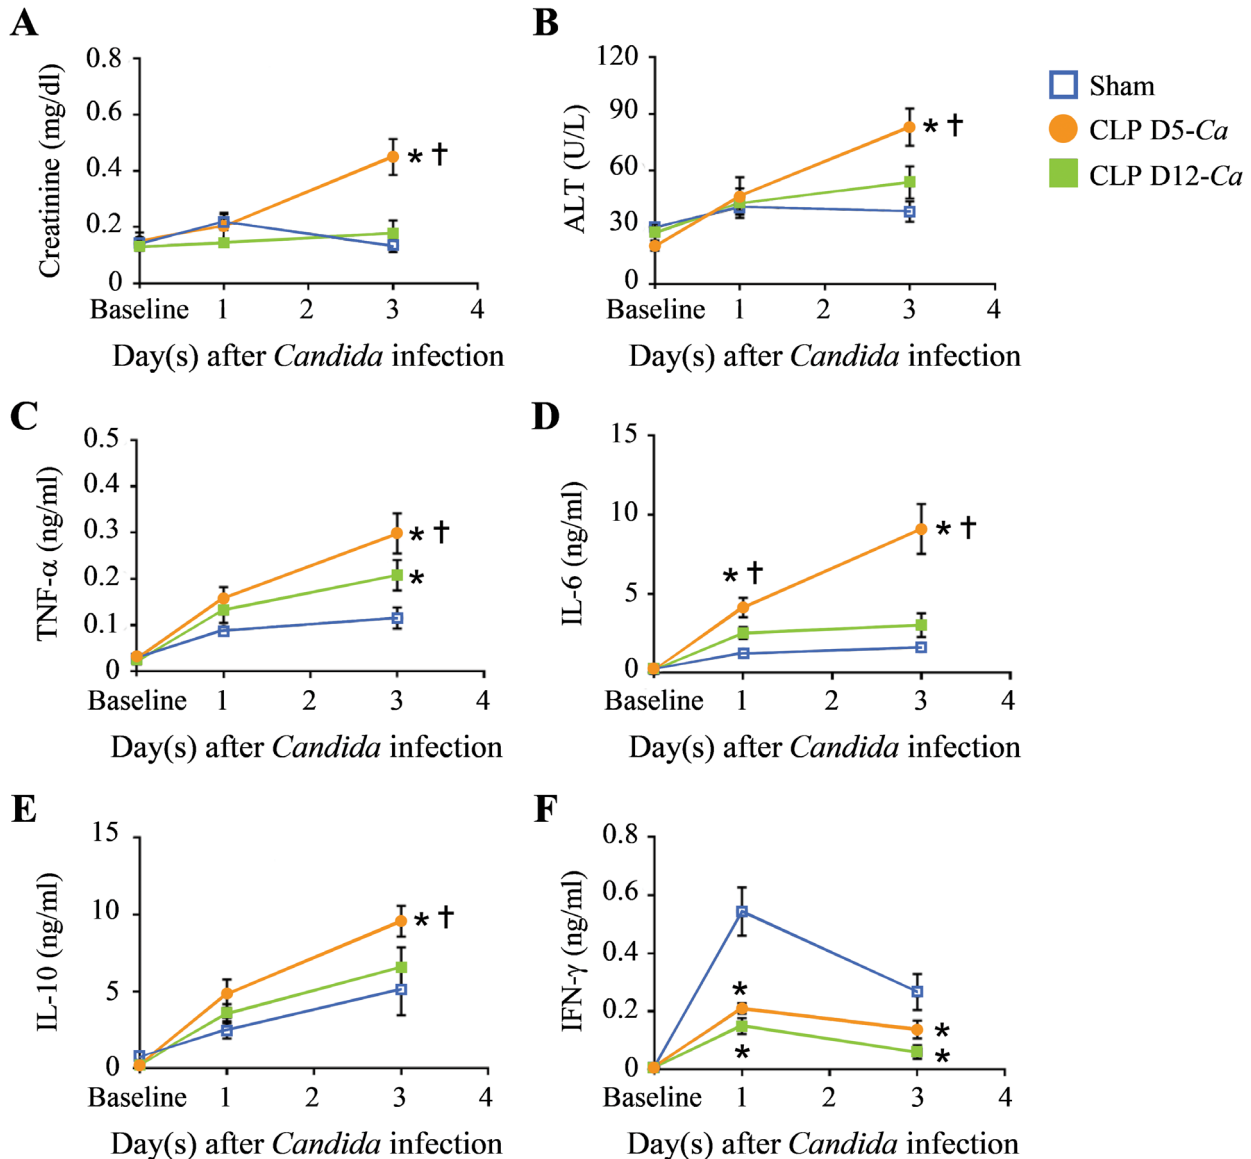 A
Creatinine (mg/dl)
0.8
0.6
0.4
0.2
0
* †
Baseline 1 2 3 4
Day(s) after Candida infection
B
ALT (U/L)
120
90
60
30
0
* †
Baseline 1 2 3 4
Day(s) after Candida infection
Sham
CLP D5-Ca
CLP D12-Ca
C
TNF-α (ng/ml)
0.5
0.4
0.3
0.2
0.1
0
* †
*
Baseline 1 2 3 4
Day(s) after Candida infection
D
IL-6 (ng/ml)
15
10
5
0
* †
* †
Baseline 1 2 3 4
Day(s) after Candida infection
E
IL-10 (ng/ml)
15
10
5
0
* †
Baseline 1 2 3 4
Day(s) after Candida infection
F
IFN-γ (ng/ml)
0.8
0.6
0.4
0.2
0
*
*
*
*
Baseline 1 2 3 4
Day(s) after Candida infection